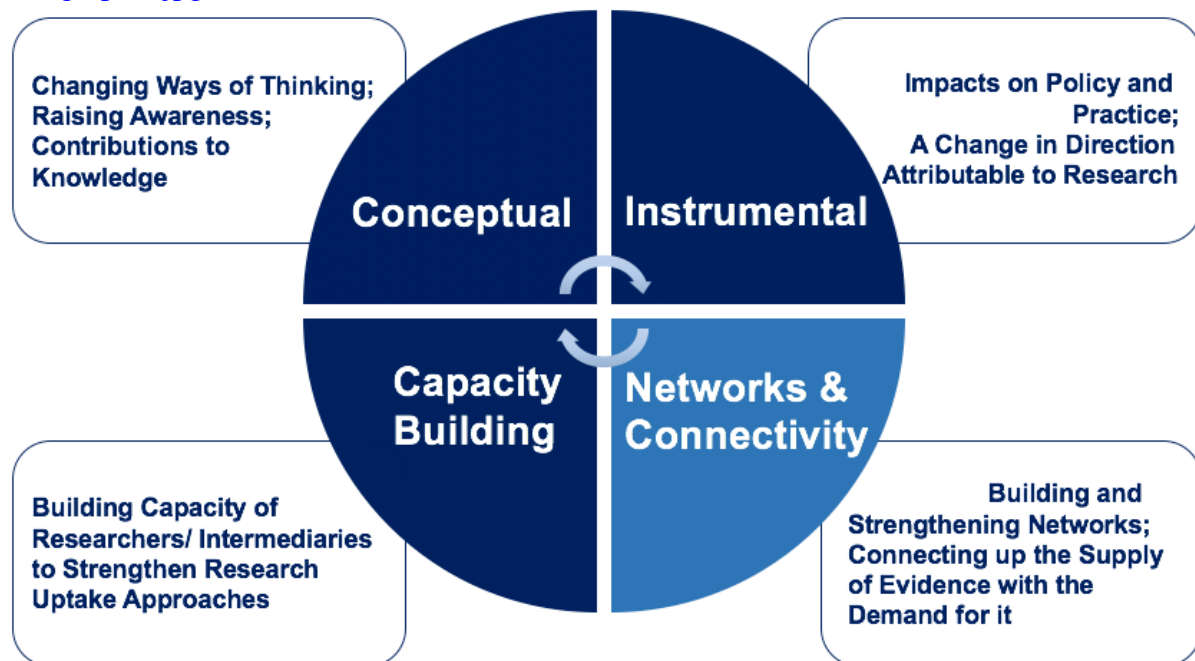 Changing Ways of Thinking;
Raising Awareness;
Contributions to
Knowledge
Impacts on Policy and
Practice;
A Change in Direction
Attributable to Research
Conceptual
Instrumental
Capacity
Building
Networks &
Connectivity
Building Capacity of
Researchers/ Intermediaries
to Strengthen Research
Uptake Approaches
Building and
Strengthening Networks;
Connecting up the Supply
of Evidence with the
Demand for it